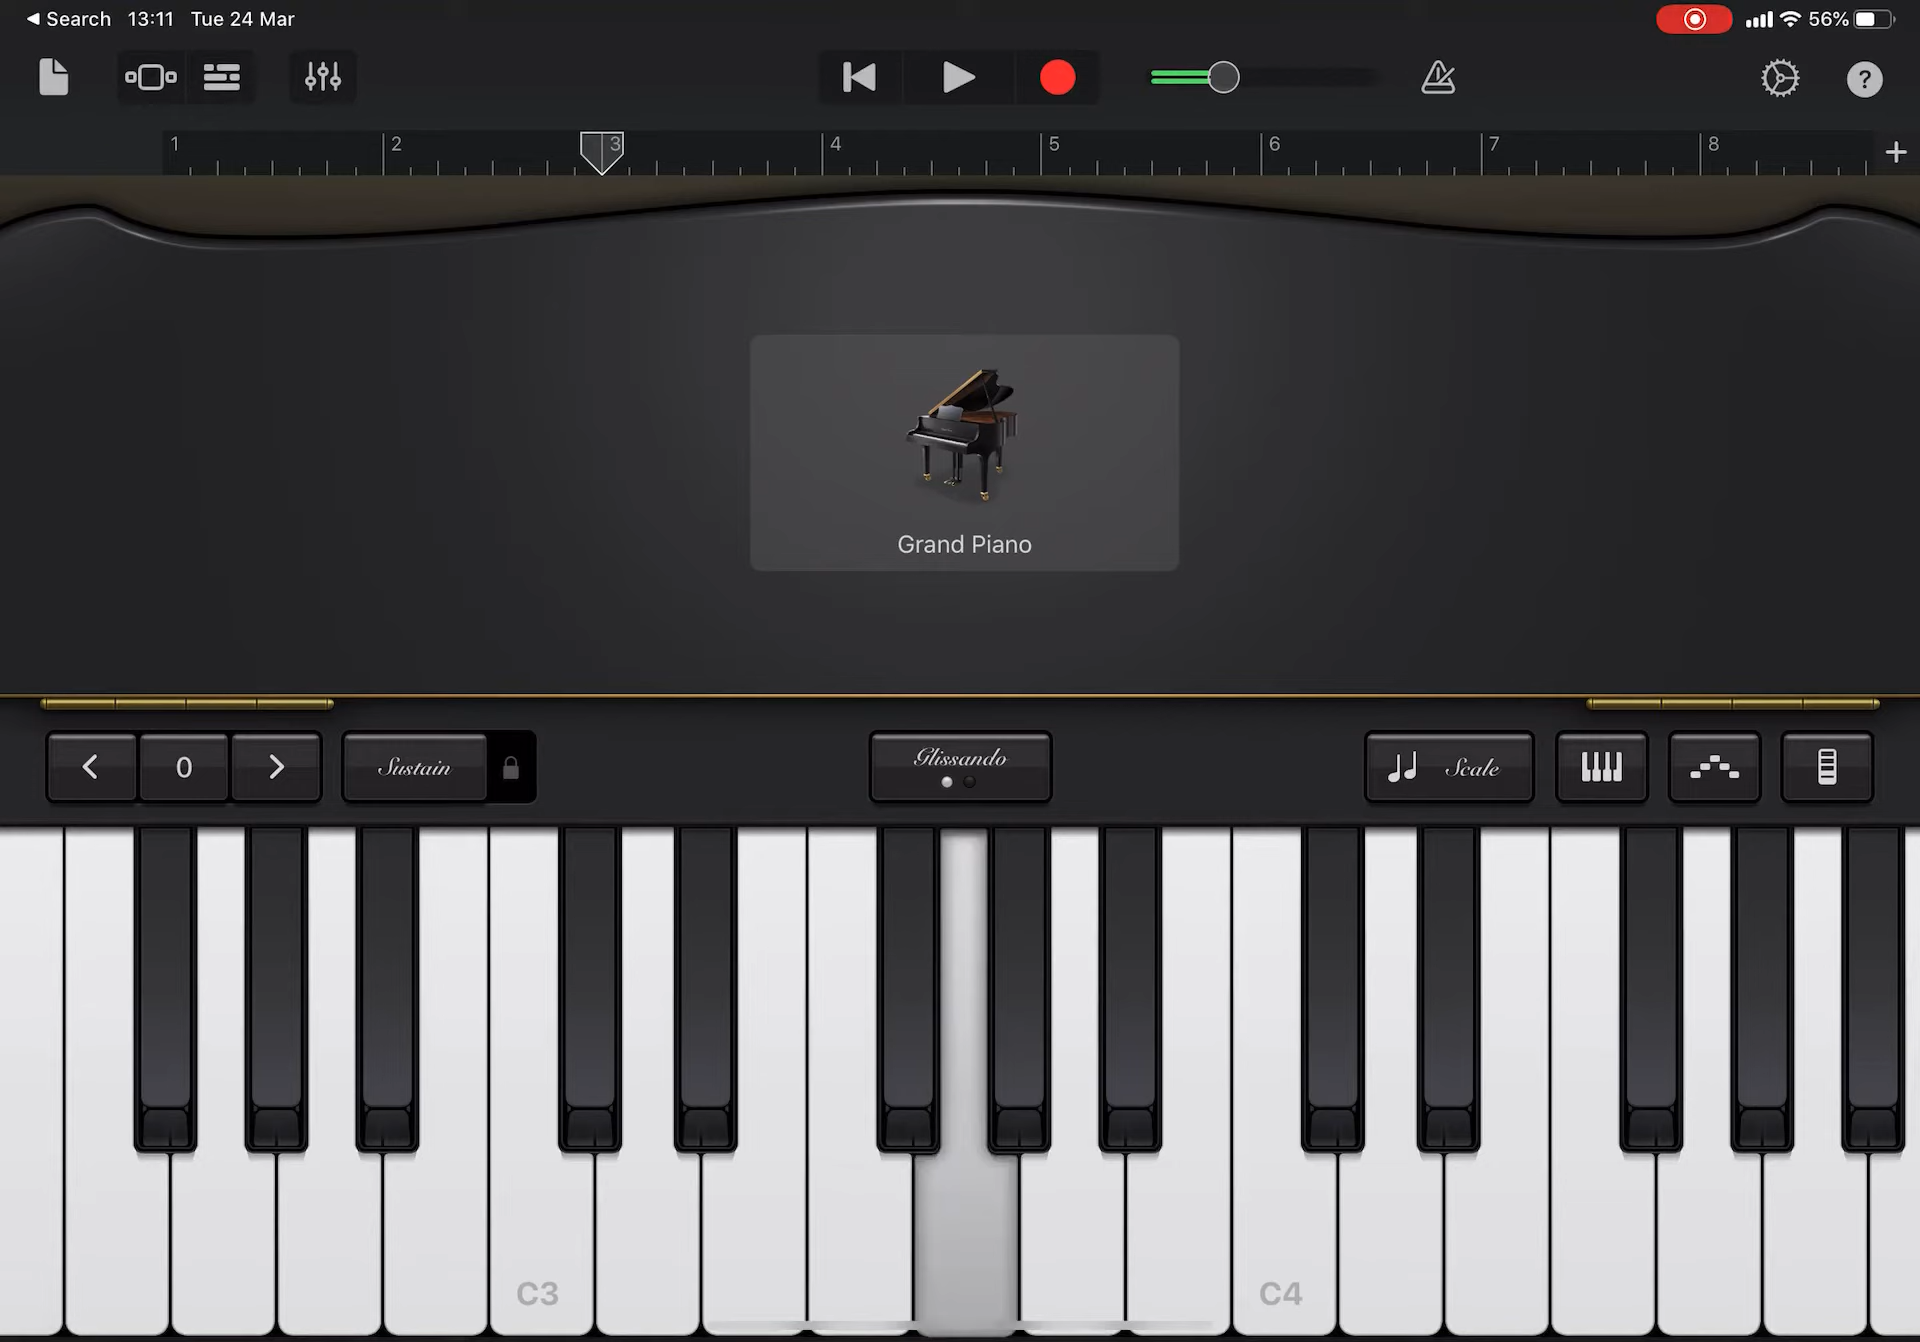 Search 13:11 Tue 24 Mar 56%
?
1 2 3 4 5 6 7 8 +
Grand Piano
0 Sustain Glissando Scale
C3 C4